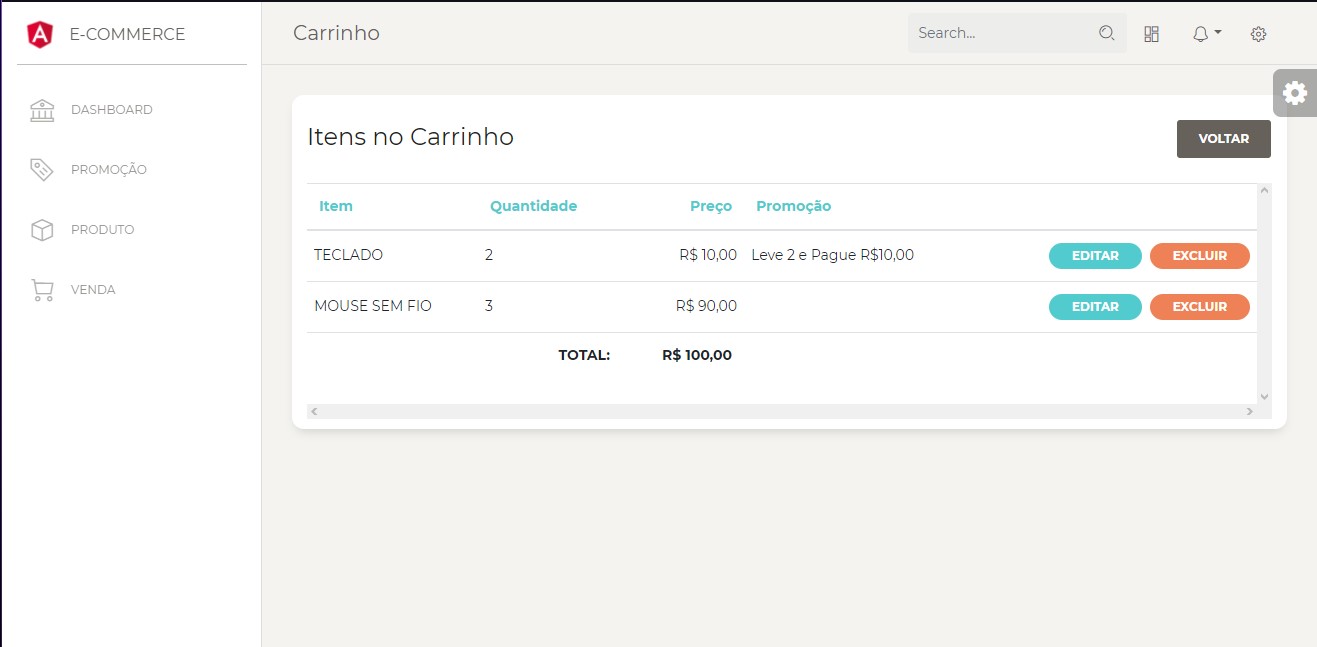 E-COMMERCE
Carrinho
Search...
DASHBOARD
PROMOÇÃO
PRODUTO
VENDA
Itens no Carrinho
VOLTAR
Item Quantidade Preço Promoção
TECLADO 2 R$ 10,00 Leve 2 e Pague R$10,00 EDITAR EXCLUIR
MOUSE SEM FIO 3 R$ 90,00 EDITAR EXCLUIR
TOTAL: R$ 100,00